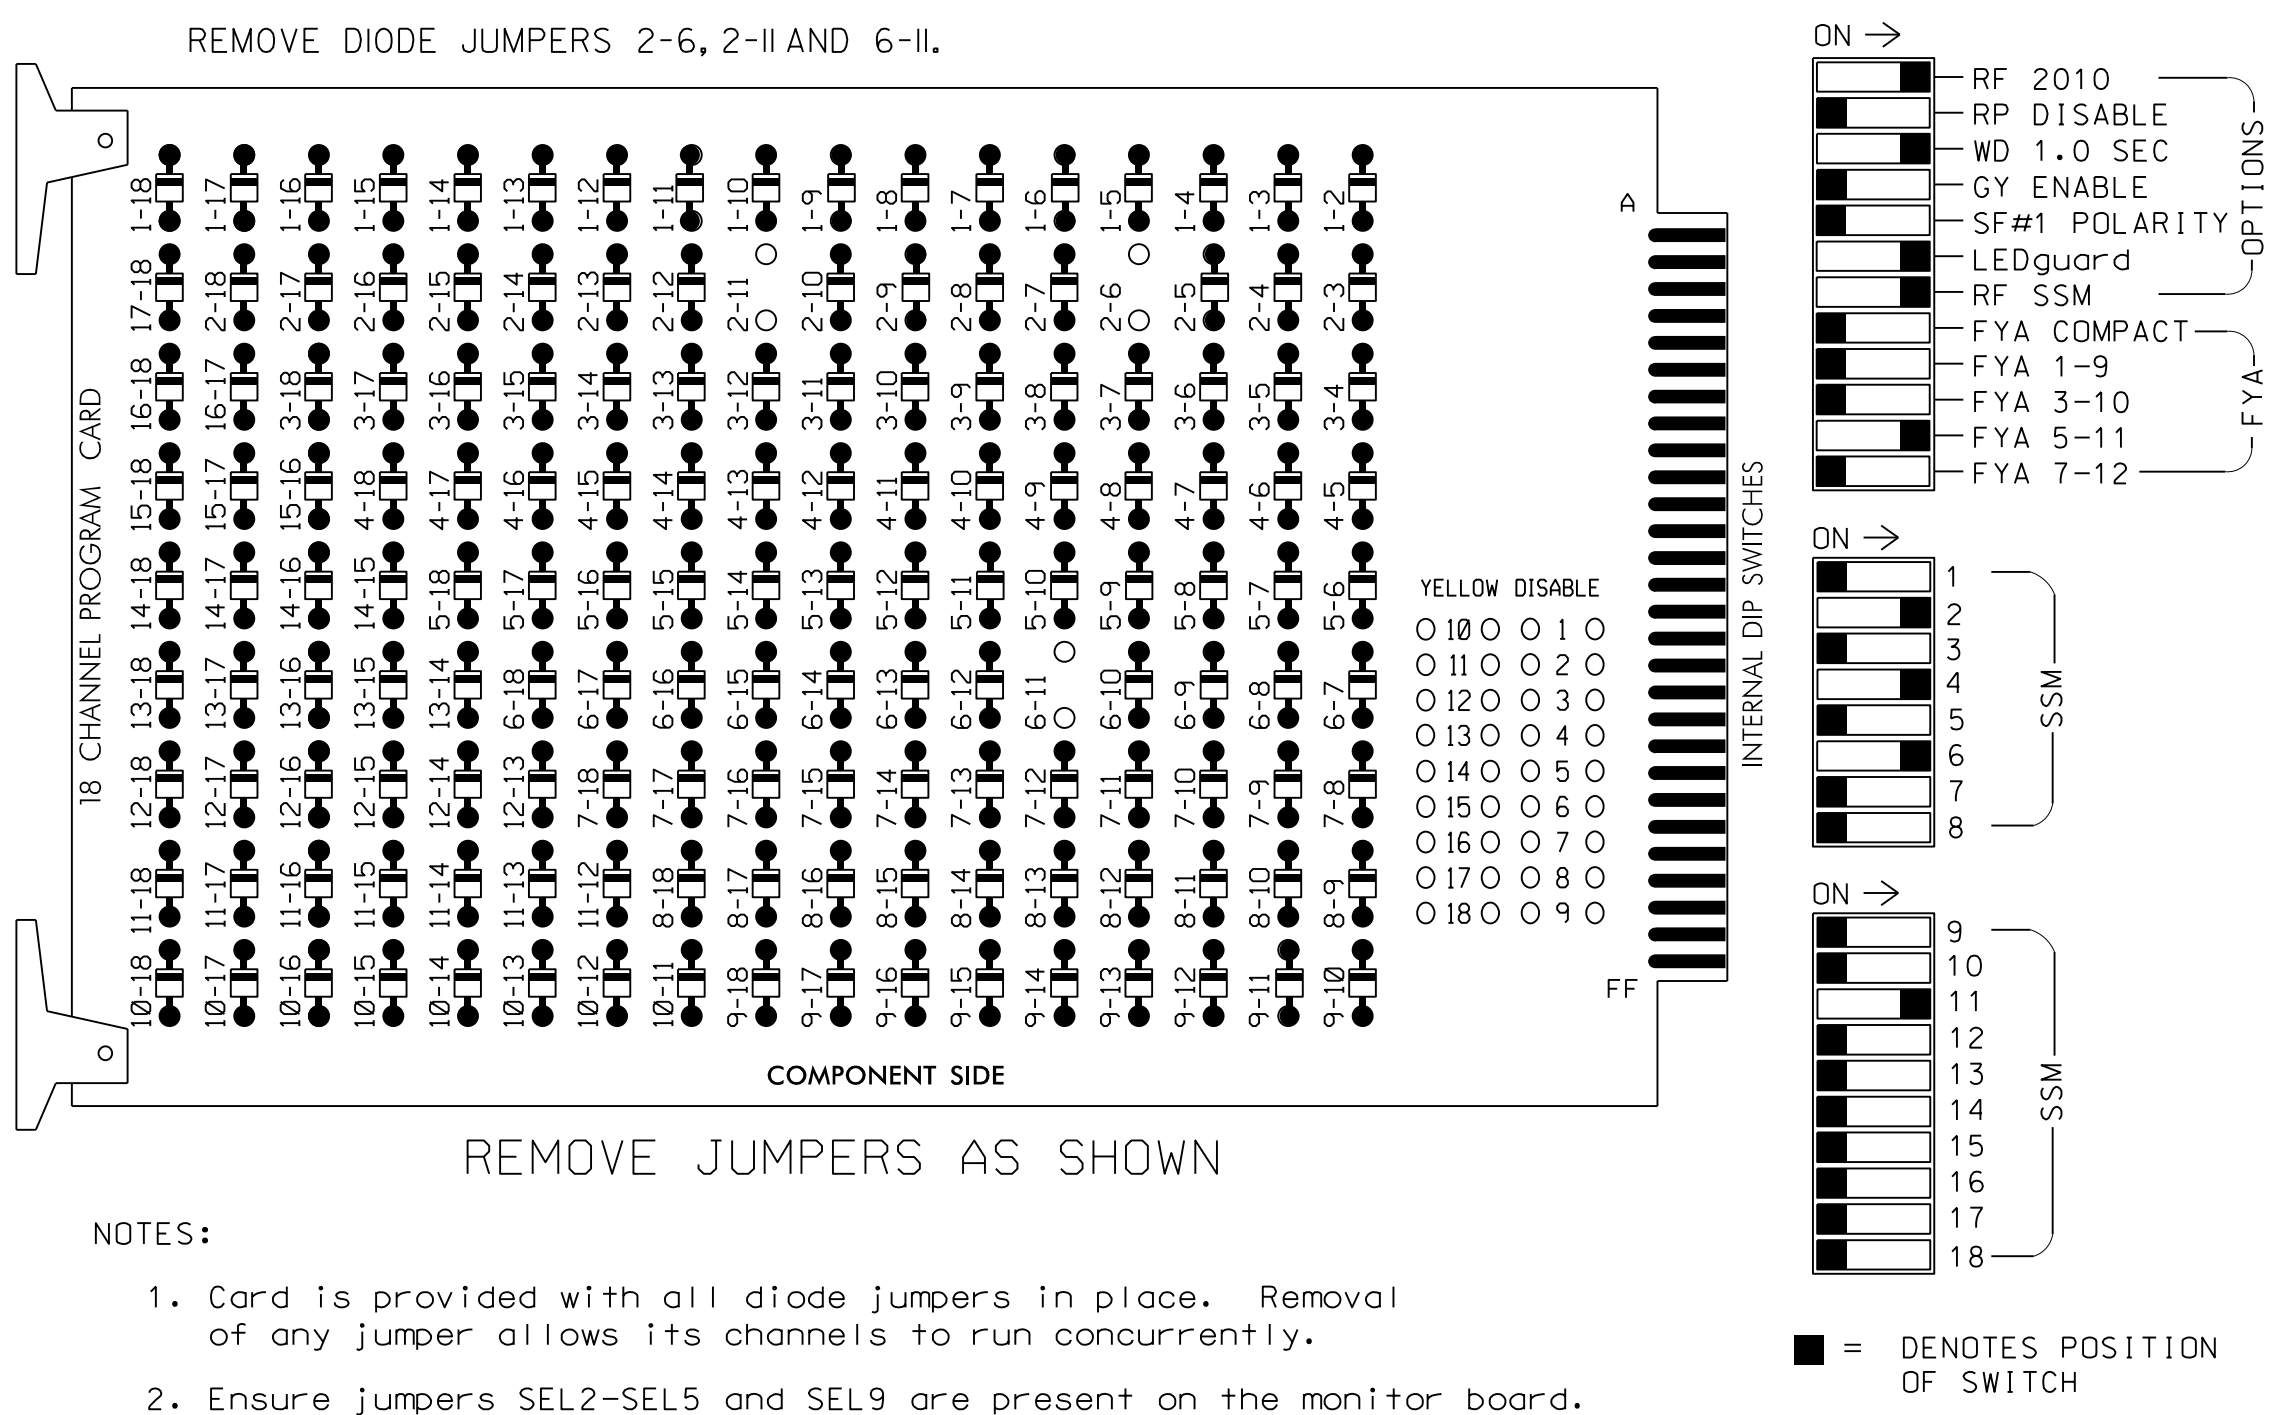 REMOVE DIODE JUMPERS 2-6, 2-11 AND 6-11.
1-18 1-17 1-16 1-15 1-14 1-13 1-12 1-11 1-10 1-9 1-8 1-7 1-6 1-5 1-4 1-3 1-2
17-18 2-18 2-17 2-16 2-15 2-14 2-13 2-12 2-11 2-10 2-9 2-8 2-7 2-6 2-5 2-4 2-3
16-18 16-17 3-18 3-17 3-16 3-15 3-14 3-13 3-12 3-11 3-10 3-9 3-8 3-7 3-6 3-5 3-4
15-18 15-17 15-16 4-18 4-17 4-16 4-15 4-14 4-13 4-12 4-11 4-10 4-9 4-8 4-7 4-6 4-5
14-18 14-17 14-16 14-15 5-18 5-17 5-16 5-15 5-14 5-13 5-12 5-11 5-10 5-9 5-8 5-7 5-6
13-18 13-17 13-16 13-15 13-14 6-18 6-17 6-16 6-15 6-14 6-13 6-12 6-11 6-10 6-9 6-8 6-7
12-18 12-17 12-16 12-15 12-14 12-13 7-18 7-17 7-16 7-15 7-14 7-13 7-12 7-11 7-10 7-9 7-8
11-18 11-17 11-16 11-15 11-14 11-13 11-12 8-18 8-17 8-16 8-15 8-14 8-13 8-12 8-11 8-10 8-9
10-18 10-17 10-16 10-15 10-14 10-13 10-12 10-11 9-18 9-17 9-16 9-15 9-14 9-13 9-12 9-11 9-10
18 CHANNEL PROGRAM CARD
A
FF
YELLOW DISABLE
10 1
11 2
12 3
13 4
14 5
15 6
16 7
17 8
18 9
COMPONENT SIDE
INTERNAL DIP SWITCHES
REMOVE JUMPERS AS SHOWN
NOTES:
1. Card is provided with all diode jumpers in place. Removal
of any jumper allows its channels to run concurrently.
2. Ensure jumpers SEL2-SEL5 and SEL9 are present on the monitor board.
ON
RF 2010
RP DISABLE
WD 1.0 SEC
GY ENABLE
SF#1 POLARITY
LEDguard
RF SSM
OPTIONS
FYA COMPACT
FYA 1-9
FYA 3-10
FYA 5-11
FYA 7-12
FYA
ON
1
2
3
4
5
6
7
8
SSM
ON
9
10
11
12
13
14
15
16
17
18
SSM
= DENOTES POSITION
OF SWITCH